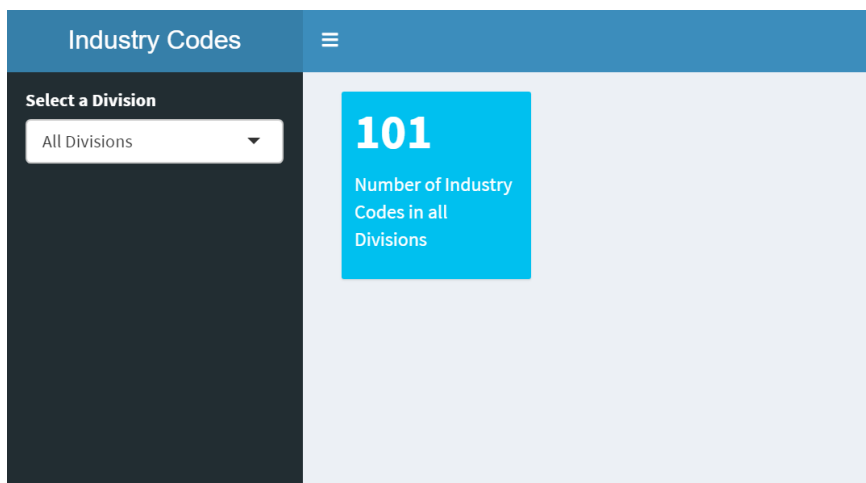 Industry Codes
Select a Division
All Divisions
101
Number of Industry
Codes in all
Divisions